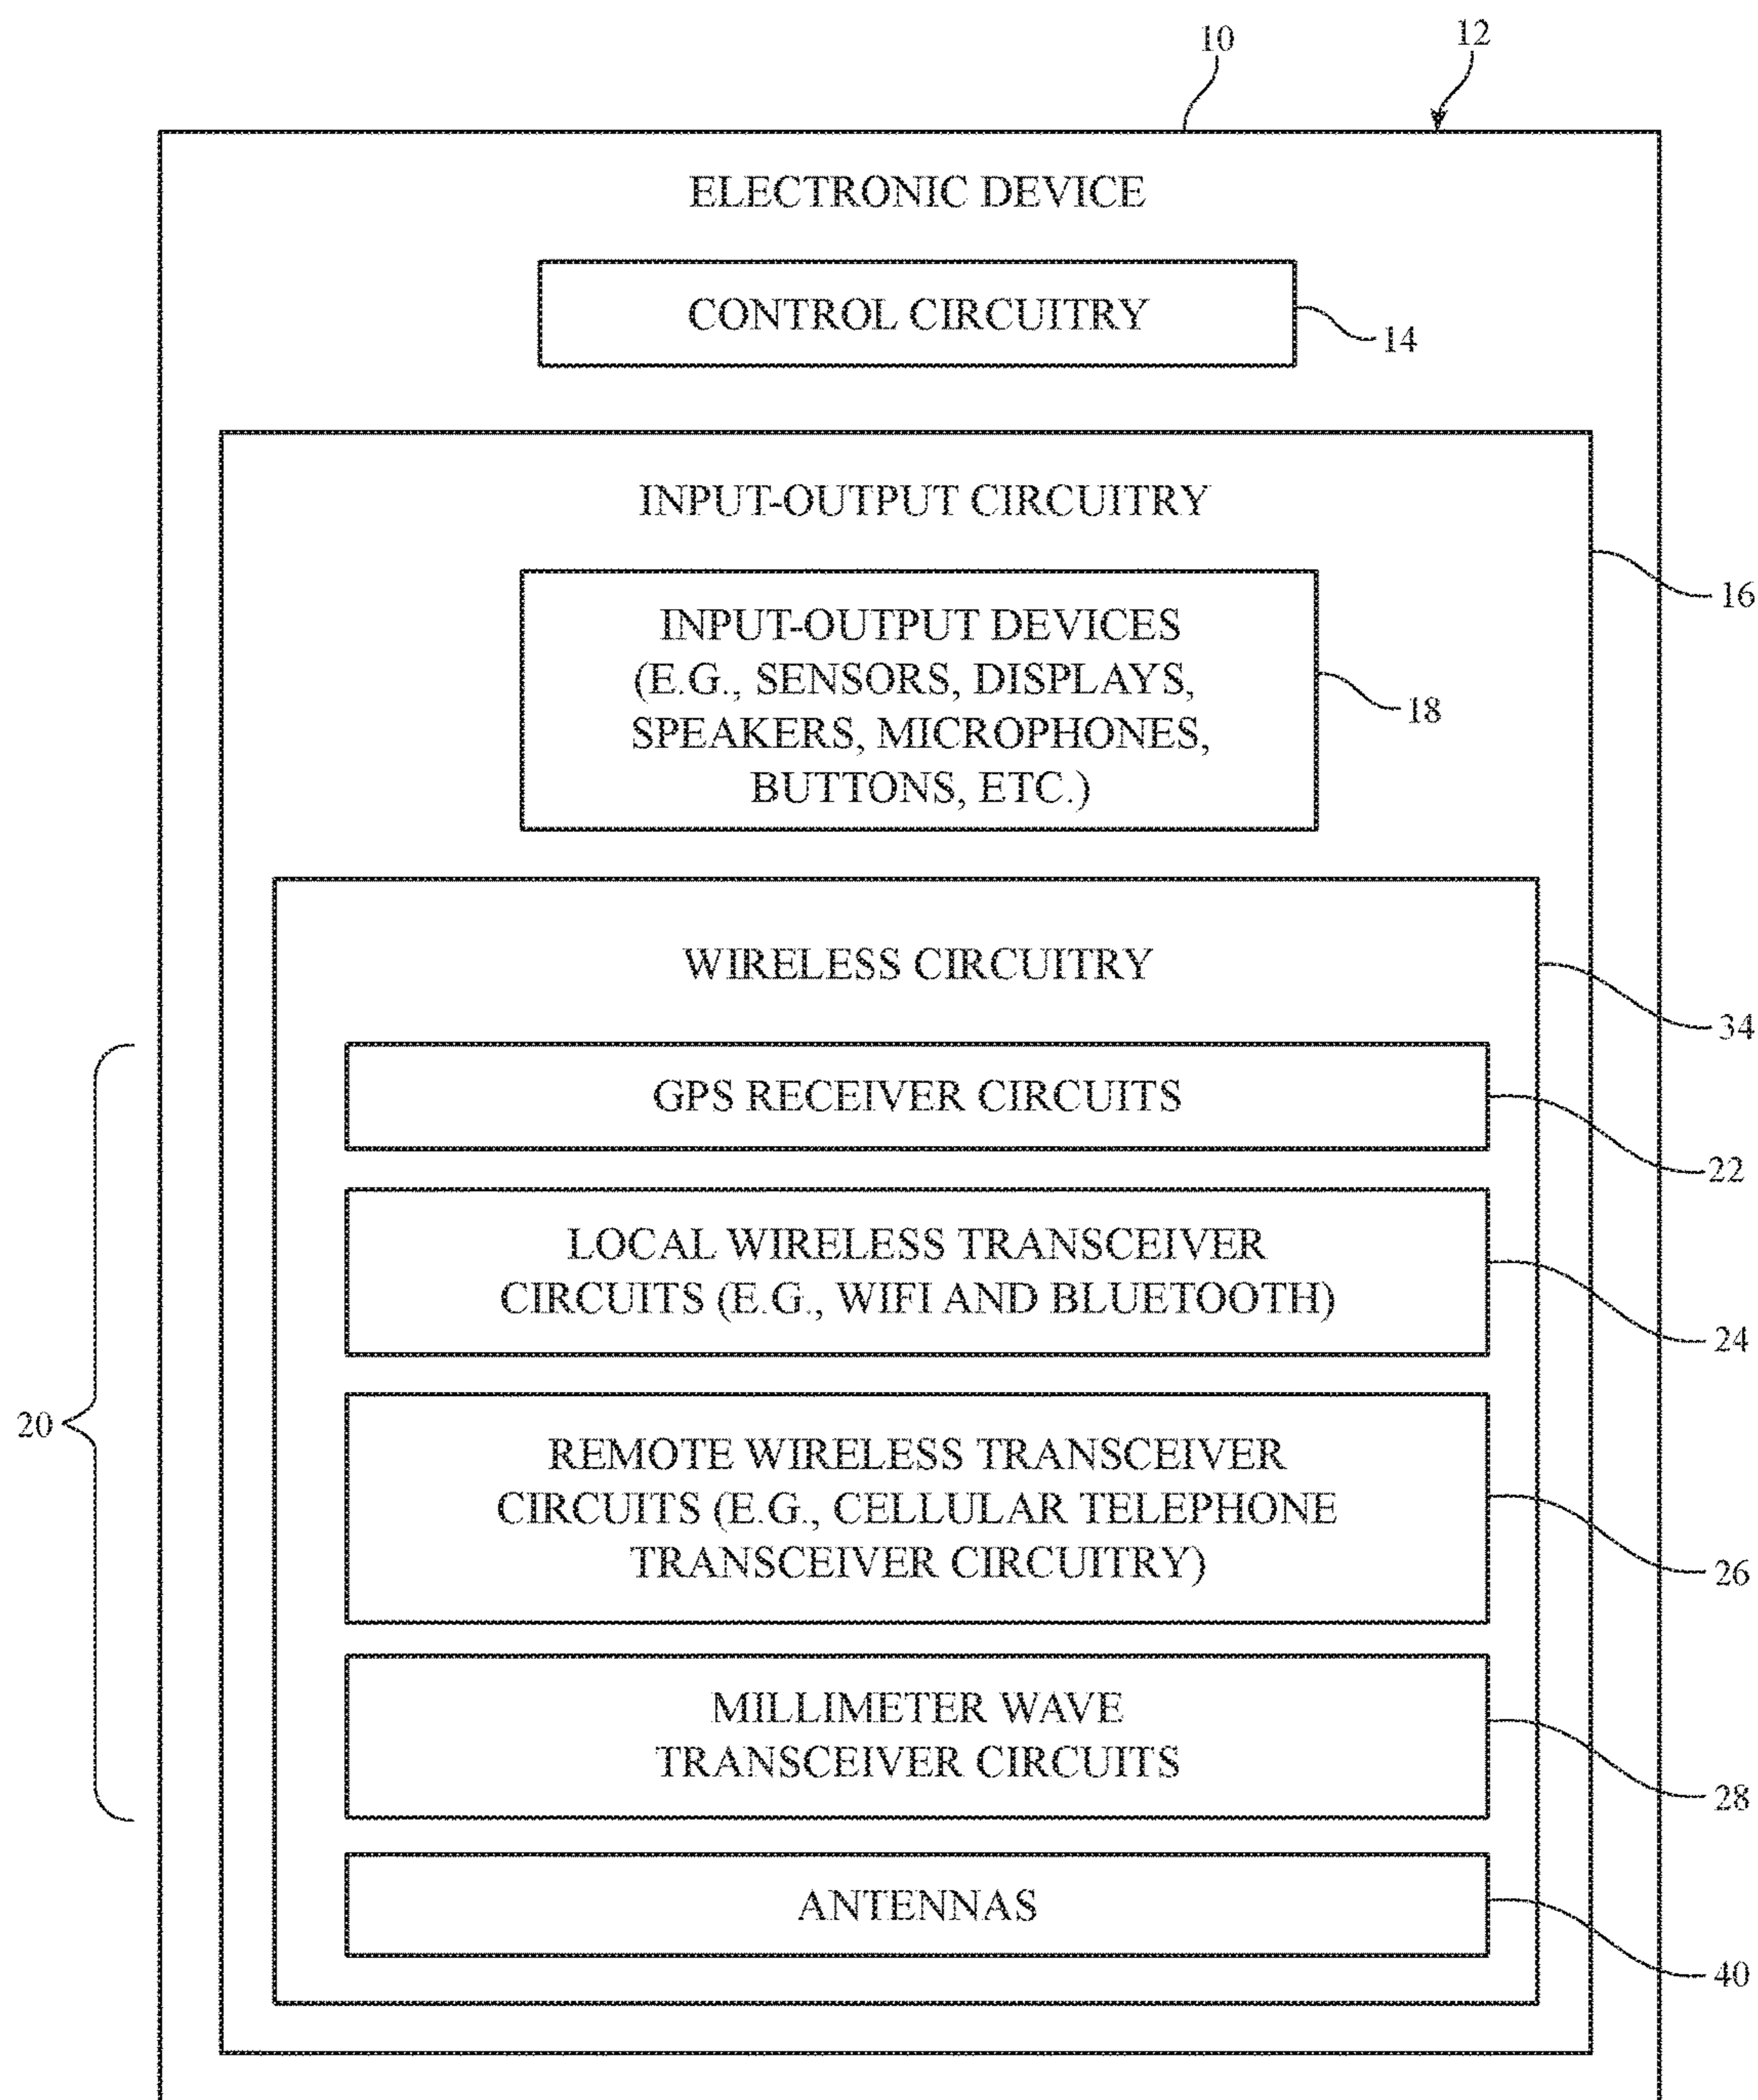 10
12
ELECTRONIC DEVICE
CONTROL CIRCUITRY
14
INPUT-OUTPUT CIRCUITRY
16
INPUT-OUTPUT DEVICES
(E.G., SENSORS, DISPLAYS,
SPEAKERS, MICROPHONES,
BUTTONS, ETC.)
18
WIRELESS CIRCUITRY
34
GPS RECEIVER CIRCUITS
22
LOCAL WIRELESS TRANSCEIVER
CIRCUITS (E.G., WIFI AND BLUETOOTH)
24
20
REMOTE WIRELESS TRANSCEIVER
CIRCUITS (E.G., CELLULAR TELEPHONE
TRANSCEIVER CIRCUITRY)
26
MILLIMETER WAVE
TRANSCEIVER CIRCUITS
28
ANTENNAS
40